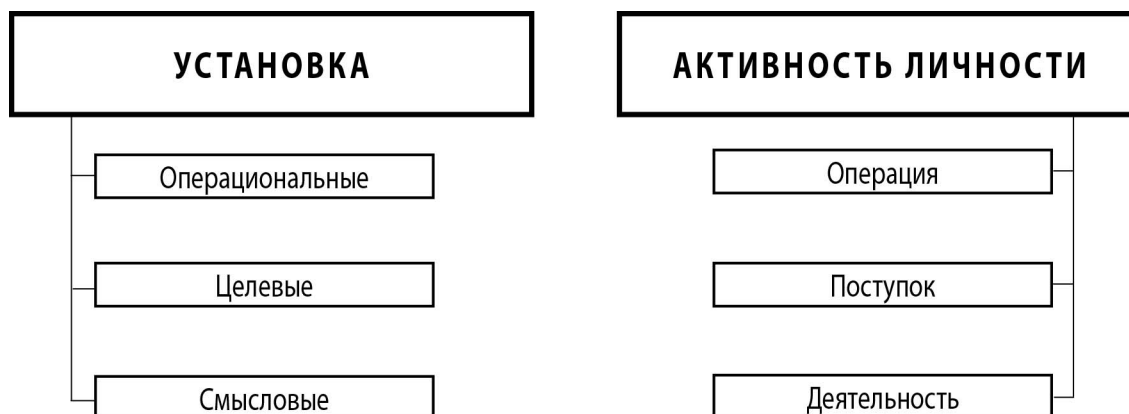 УСТАНОВКА
Операциональные
Целевые
Смысловые
АКТИВНОСТЬ ЛИЧНОСТИ
Операция
Поступок
Деятельность